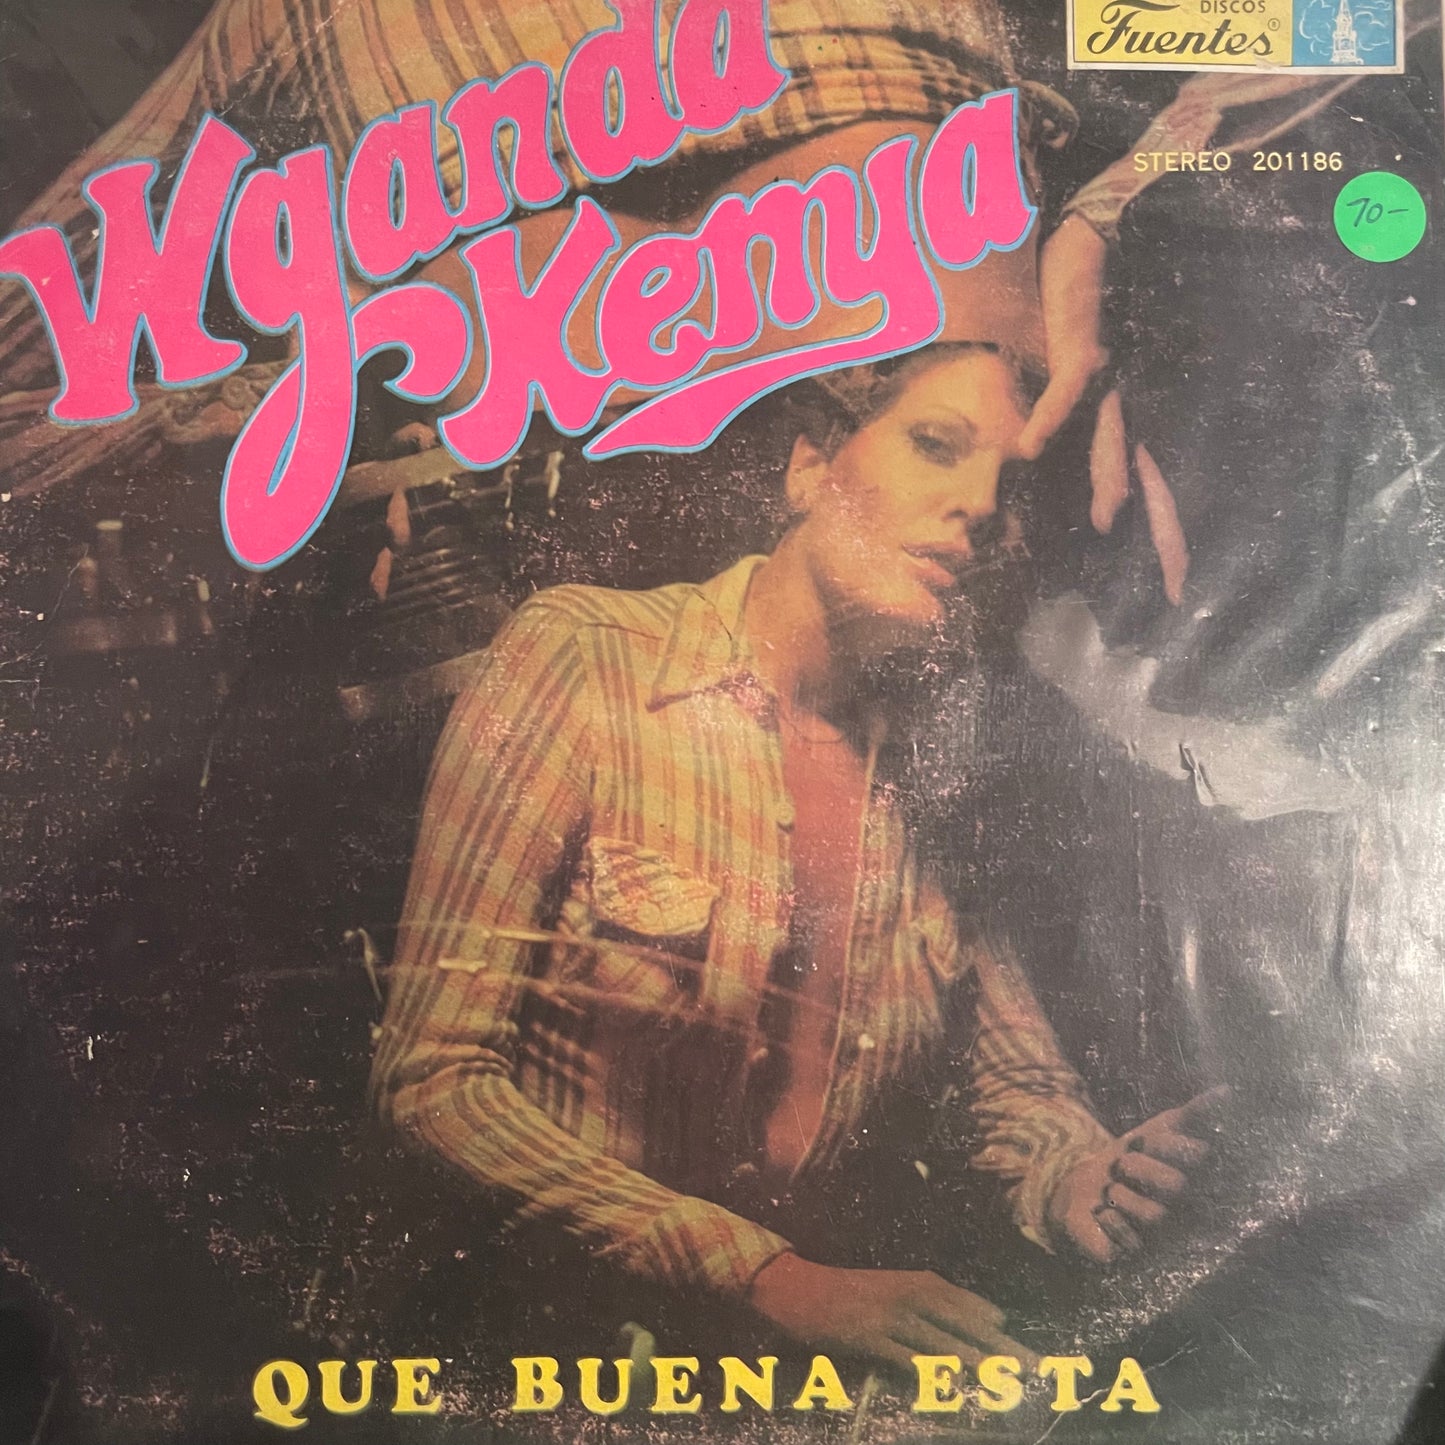 Wganda
Kenya
DISCOS
Fuentes®
STEREO 201186
70-
QUE BUENA ESTA